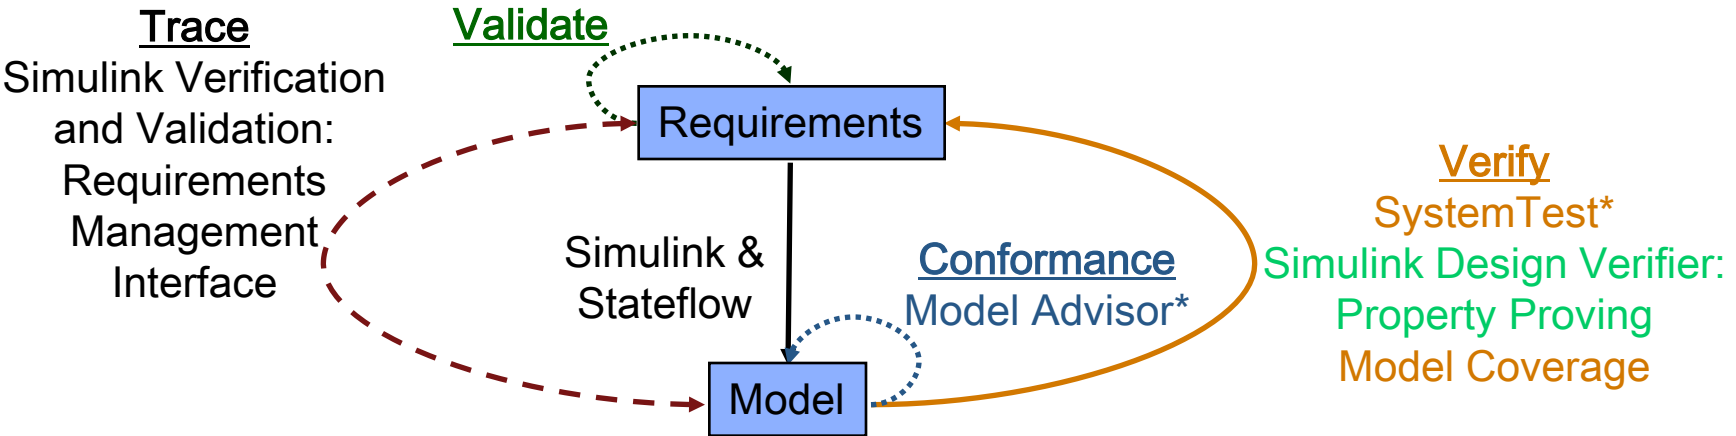 Trace
Simulink Verification
and Validation:
Requirements
Management
Interface
Validate
Requirements
Simulink &
Stateflow
Conformance
Model Advisor*
Model
Verify
SystemTest*
Simulink Design Verifier:
Property Proving
Model Coverage